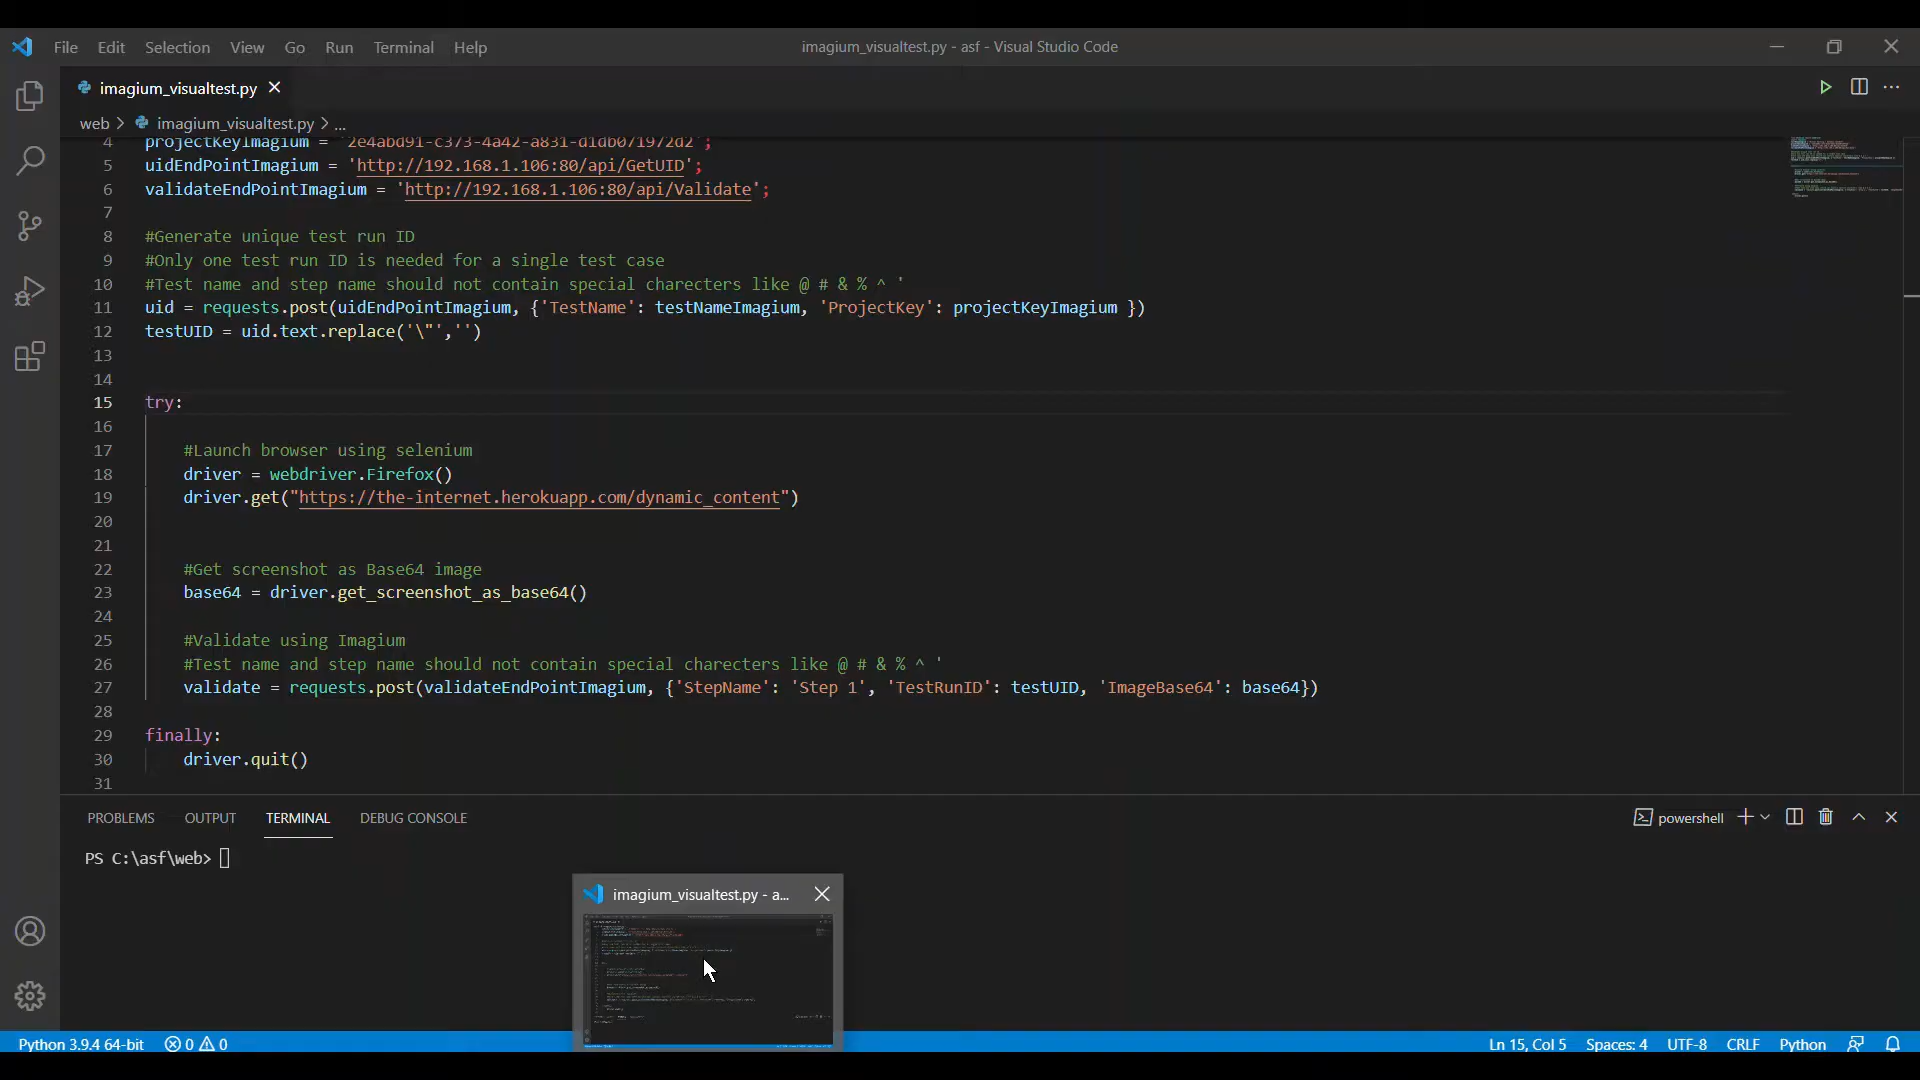 File Edit Selection View Go Run Terminal Help
imagium_visualtest.py - asf - Visual Studio Code
imagium_visualtest.py
web > imagium_visualtest.py > ...
4 projectKeyImagium = '2e4abd91-c373-4a42-a831-d1db071972d2';
5 uidEndPointImagium = 'http://192.168.1.106:80/api/GetUID';
6 validateEndPointImagium = 'http://192.168.1.106:80/api/Validate';
7
8 #Generate unique test run ID
9 #Only one test run ID is needed for a single test case
10 #Test name and step name should not contain special charecters like @ # & % ^ '
11 uid = requests.post(uidEndPointImagium, {'TestName': testNameImagium, 'ProjectKey': projectKeyImagium })
12 testUID = uid.text.replace('\"','')
13
14
15 try:
16
17 #Launch browser using selenium
18 driver = webdriver.Firefox()
19 driver.get("https://the-internet.herokuapp.com/dynamic_content")
20
21
22 #Get screenshot as Base64 image
23 base64 = driver.get_screenshot_as_base64()
24
25 #Validate using Imagium
26 #Test name and step name should not contain special charecters like @ # & % ^ '
27 validate = requests.post(validateEndPointImagium, {'StepName': 'Step 1', 'TestRunID': testUID, 'ImageBase64': base64})
28
29 finally:
30 driver.quit()
31
PROBLEMS OUTPUT TERMINAL DEBUG CONSOLE
powershell
PS C:\asf\web>
imagium_visualtest.py - a...
Python 3.9.4 64-bit 0 0
Ln 15, Col 5 Spaces: 4 UTF-8 CRLF Python